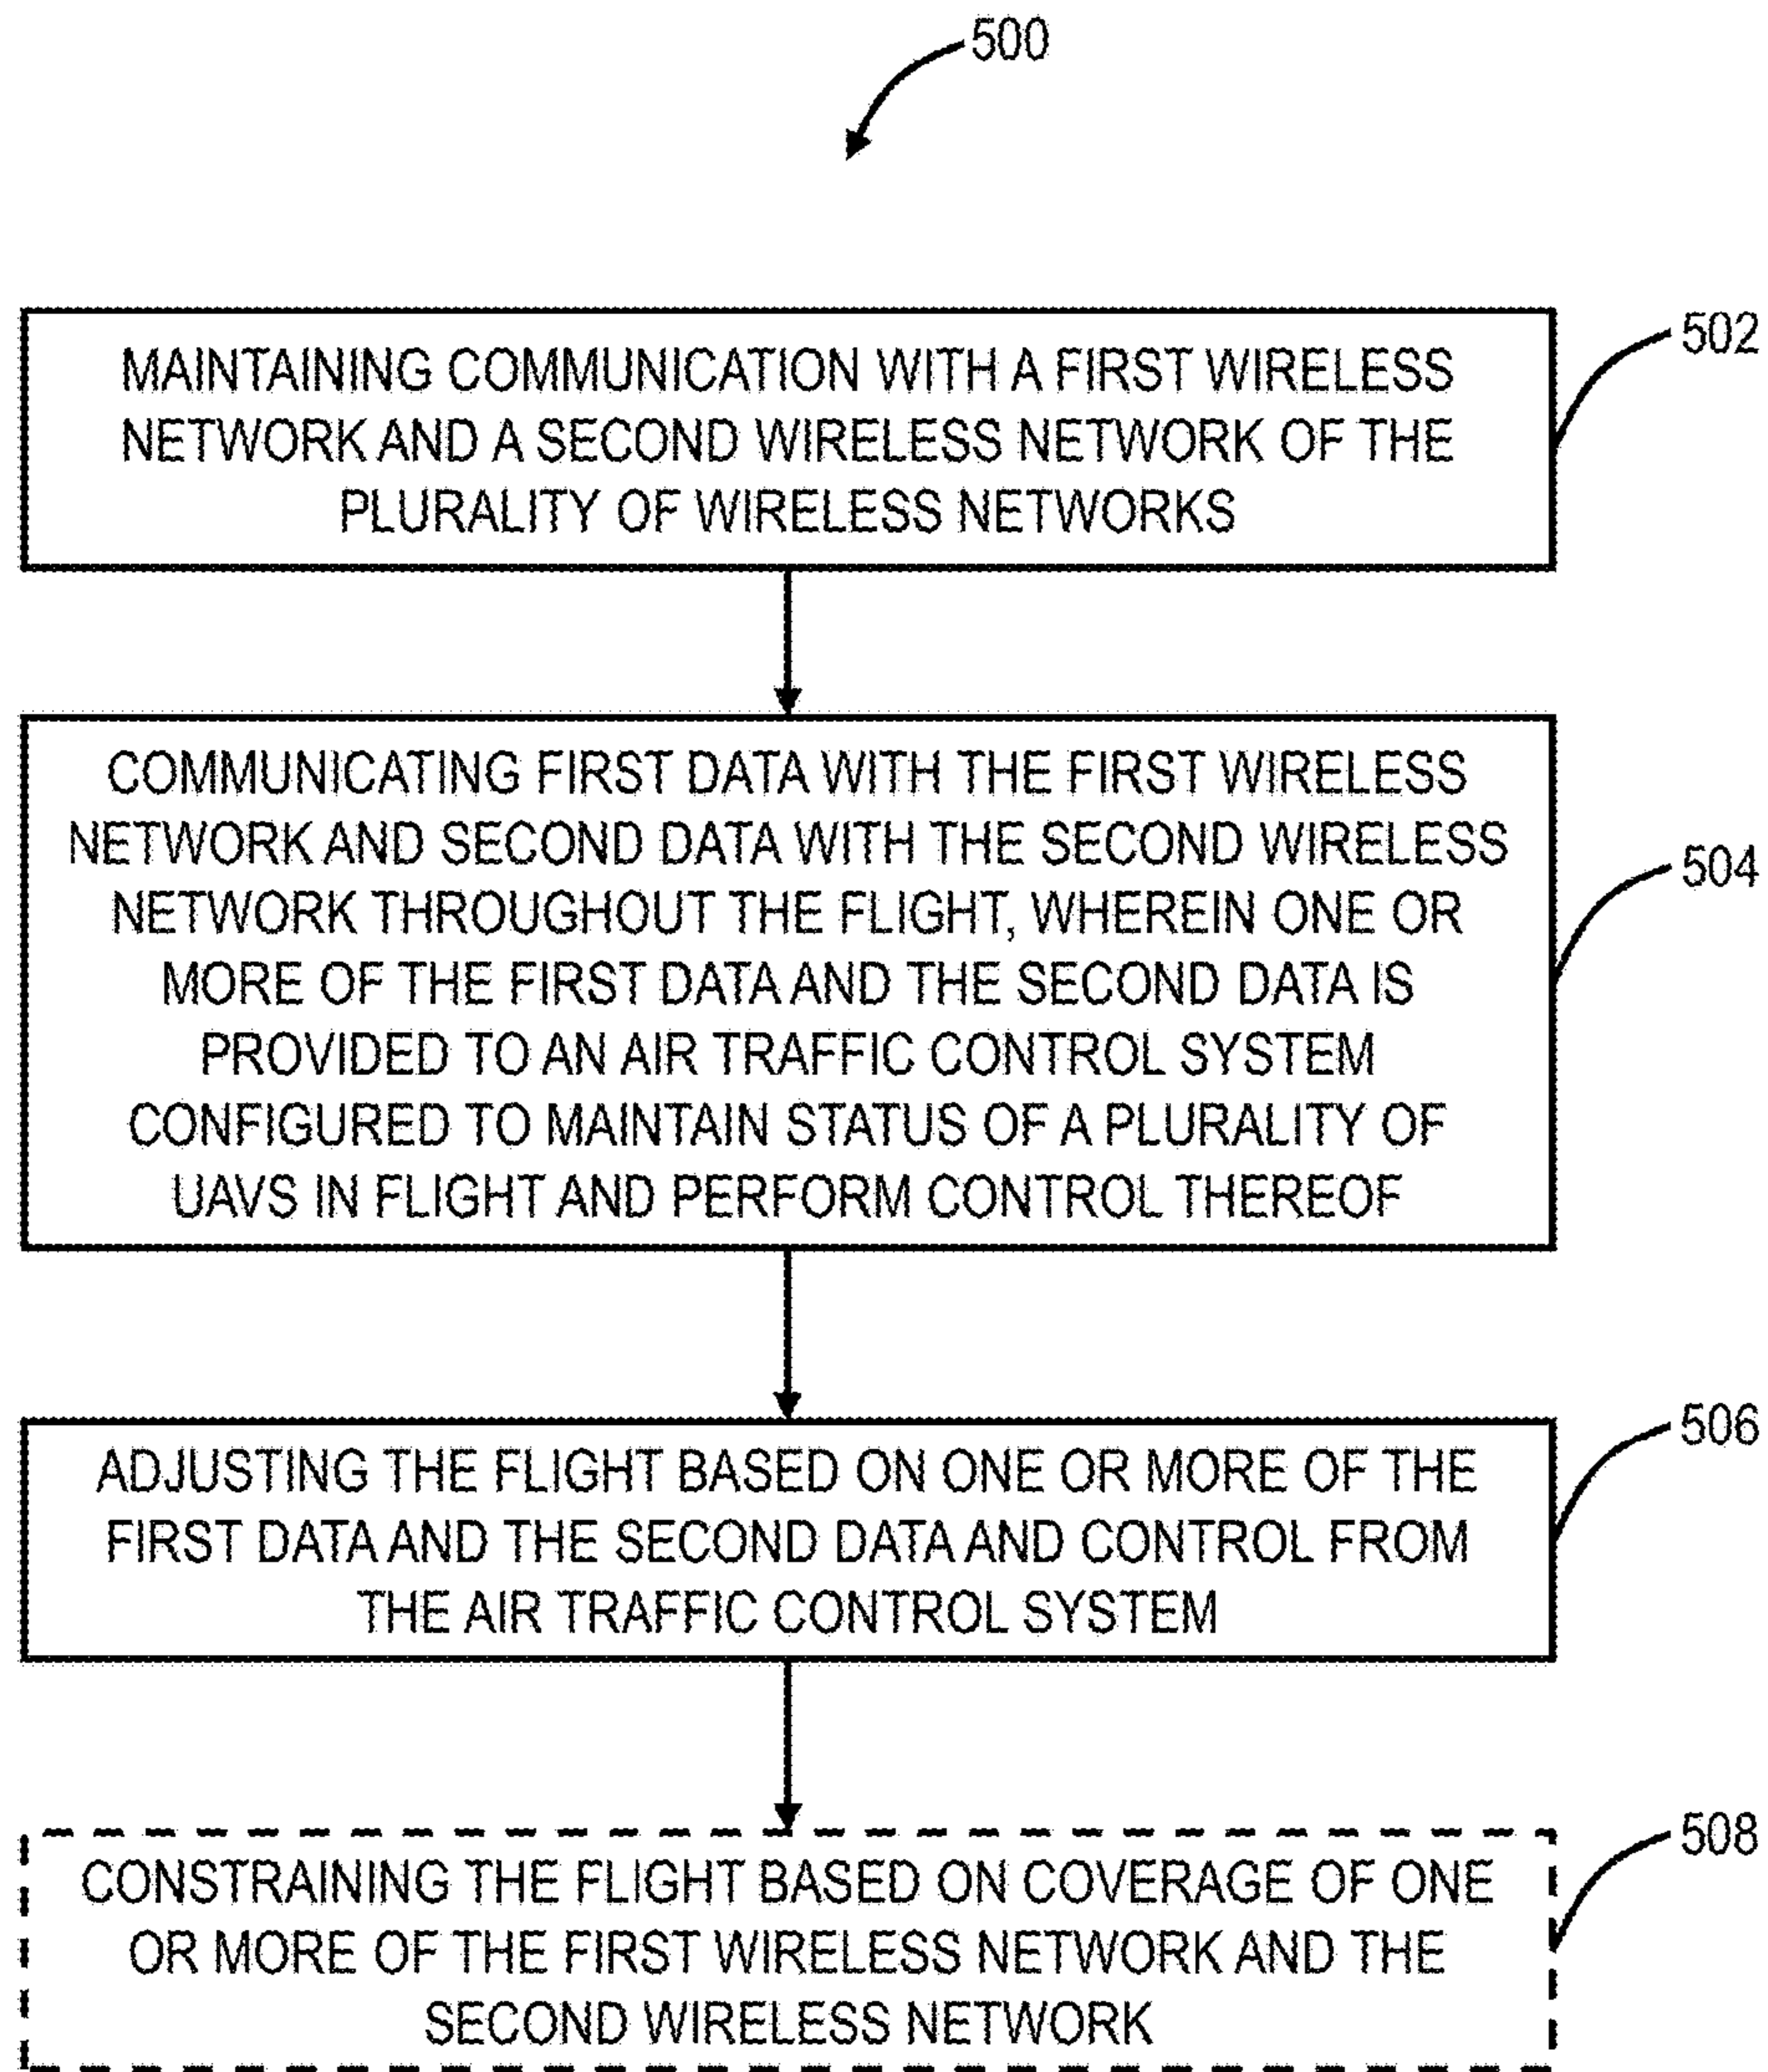 500
502
MAINTAINING COMMUNICATION WITH A FIRST WIRELESS
NETWORK AND A SECOND WIRELESS NETWORK OF THE
PLURALITY OF WIRELESS NETWORKS
504
COMMUNICATING FIRST DATA WITH THE FIRST WIRELESS
NETWORK AND SECOND DATA WITH THE SECOND WIRELESS
NETWORK THROUGHOUT THE FLIGHT, WHEREIN ONE OR
MORE OF THE FIRST DATA AND THE SECOND DATA IS
PROVIDED TO AN AIR TRAFFIC CONTROL SYSTEM
CONFIGURED TO MAINTAIN STATUS OF A PLURALITY OF
UAVS IN FLIGHT AND PERFORM CONTROL THEREOF
506
ADJUSTING THE FLIGHT BASED ON ONE OR MORE OF THE
FIRST DATA AND THE SECOND DATA AND CONTROL FROM
THE AIR TRAFFIC CONTROL SYSTEM
508
CONSTRAINING THE FLIGHT BASED ON COVERAGE OF ONE
OR MORE OF THE FIRST WIRELESS NETWORK AND THE
SECOND WIRELESS NETWORK